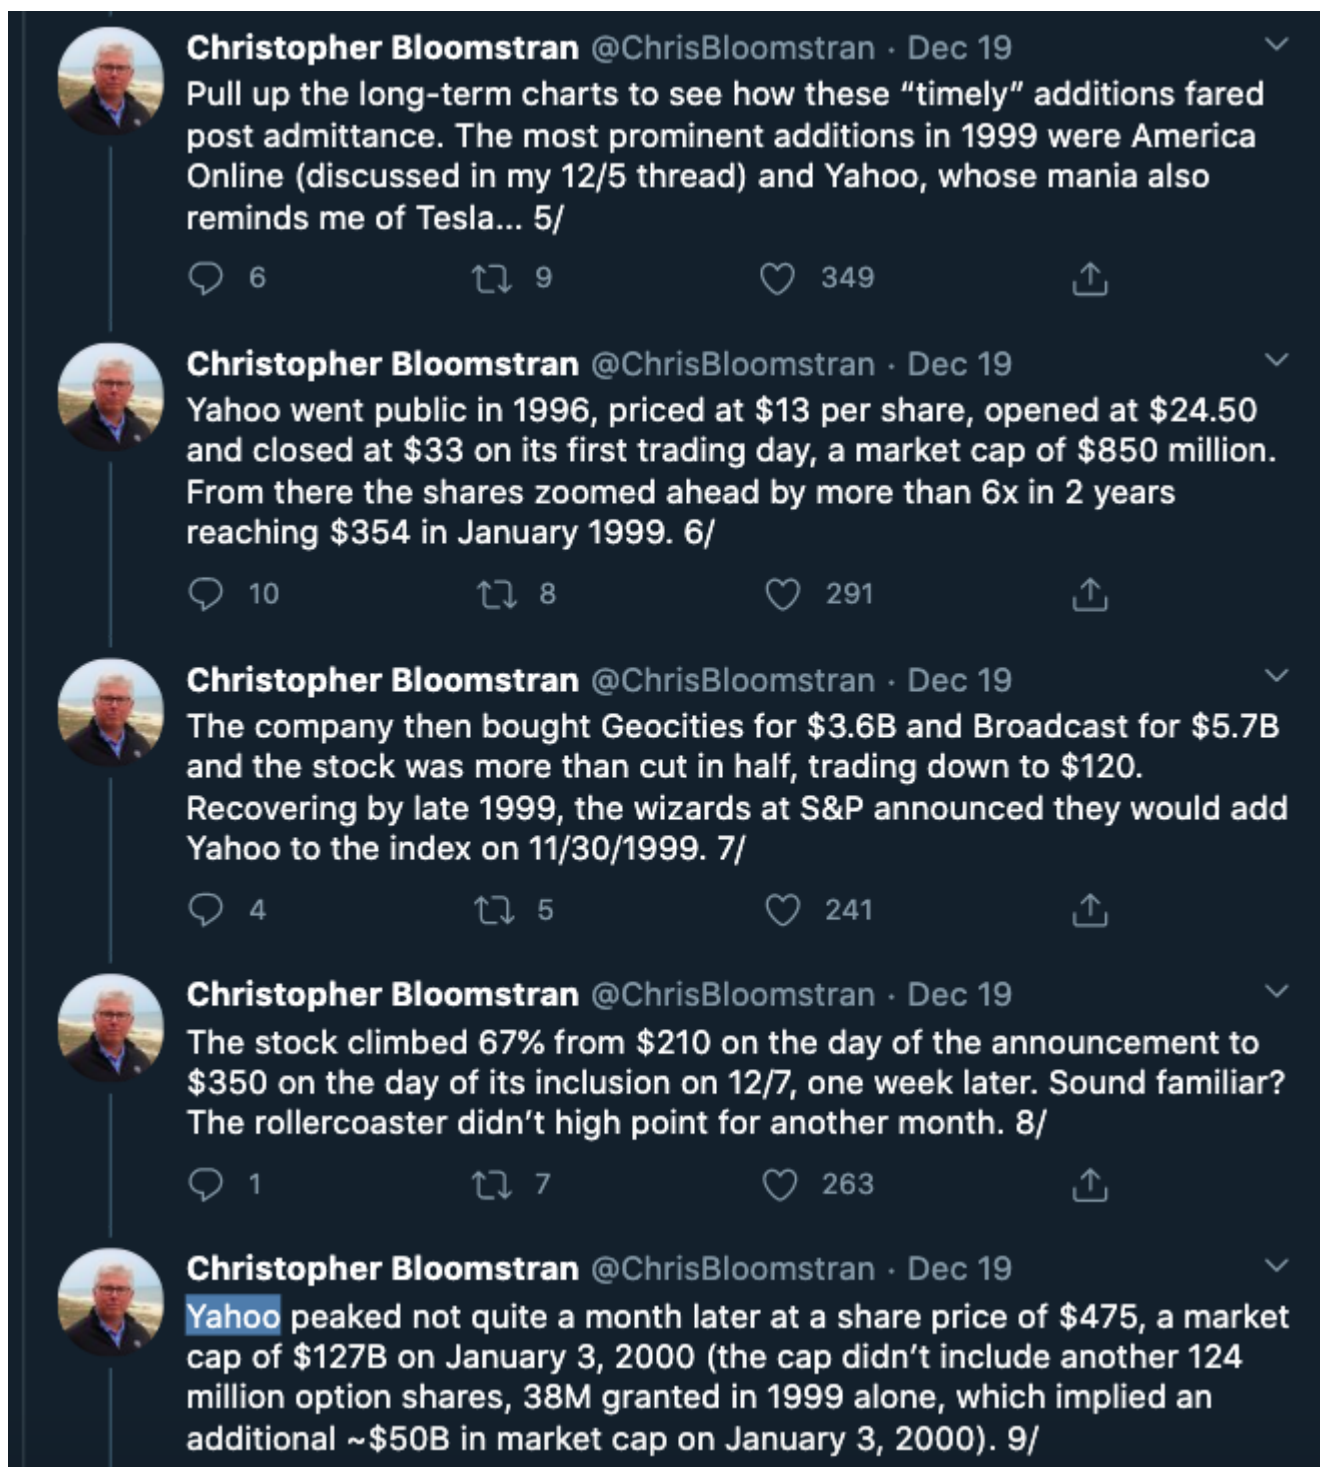 Christopher Bloomstran @ChrisBloomstran · Dec 19
Pull up the long-term charts to see how these “timely” additions fared
post admittance. The most prominent additions in 1999 were America
Online (discussed in my 12/5 thread) and Yahoo, whose mania also
reminds me of Tesla... 5/
6 9 349
Christopher Bloomstran @ChrisBloomstran · Dec 19
Yahoo went public in 1996, priced at $13 per share, opened at $24.50
and closed at $33 on its first trading day, a market cap of $850 million.
From there the shares zoomed ahead by more than 6x in 2 years
reaching $354 in January 1999. 6/
10 8 291
Christopher Bloomstran @ChrisBloomstran · Dec 19
The company then bought Geocities for $3.6B and Broadcast for $5.7B
and the stock was more than cut in half, trading down to $120.
Recovering by late 1999, the wizards at S&P announced they would add
Yahoo to the index on 11/30/1999. 7/
4 5 241
Christopher Bloomstran @ChrisBloomstran · Dec 19
The stock climbed 67% from $210 on the day of the announcement to
$350 on the day of its inclusion on 12/7, one week later. Sound familiar?
The rollercoaster didn’t high point for another month. 8/
1 7 263
Christopher Bloomstran @ChrisBloomstran · Dec 19
Yahoo peaked not quite a month later at a share price of $475, a market
cap of $127B on January 3, 2000 (the cap didn’t include another 124
million option shares, 38M granted in 1999 alone, which implied an
additional ~$50B in market cap on January 3, 2000). 9/